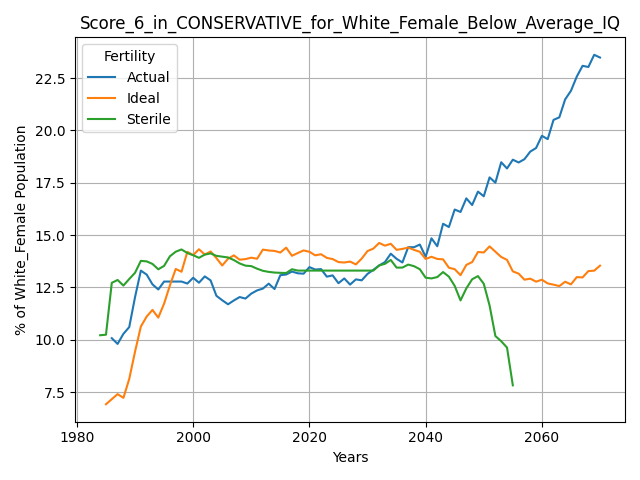 Score_6_in_CONSERVATIVE_for_White_Female_Below_Average_IQ
Fertility
Actual
Ideal
Sterile
% of White_Female Population
22.5
20.0
17.5
15.0
12.5
10.0
7.5
1980
2000
2020
2040
2060
Years